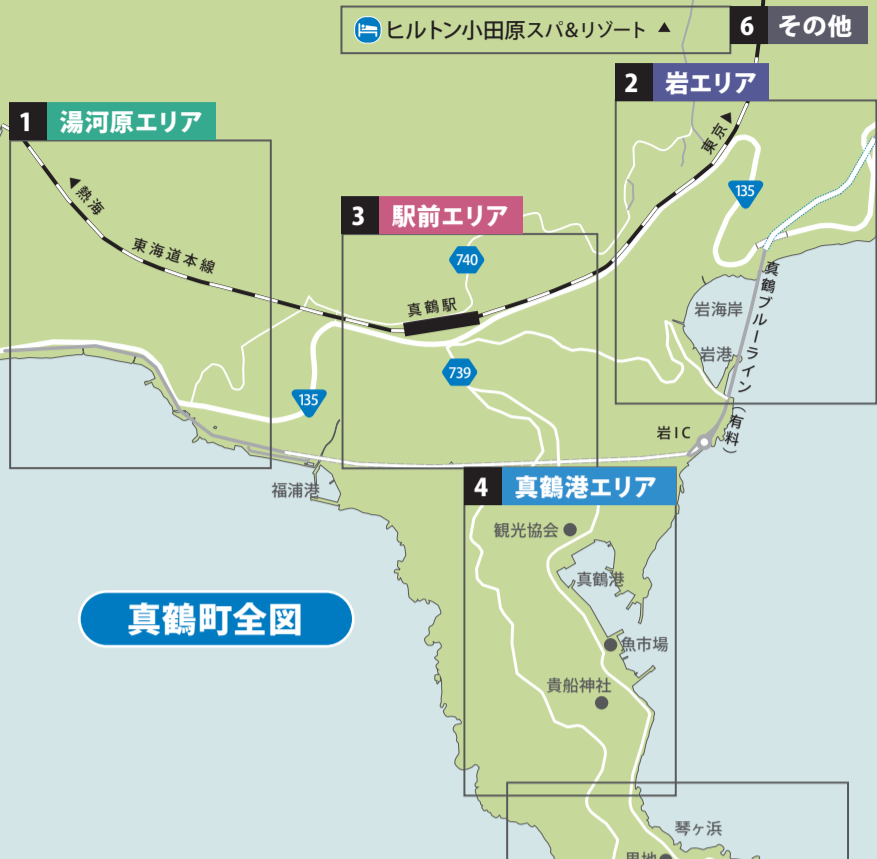 ヒルトン小田原スパ&リゾート ▲
6 その他
2 岩エリア
1 湯河原エリア
東京▲
◀熱海
135
3 駅前エリア
東海道本線
740
真鶴駅
真鶴ブルーライン(有料)
岩海岸
岩港
739
135
岩IC
福浦港
4 真鶴港エリア
観光協会
真鶴港
真鶴町全図
魚市場
貴船神社
琴ヶ浜